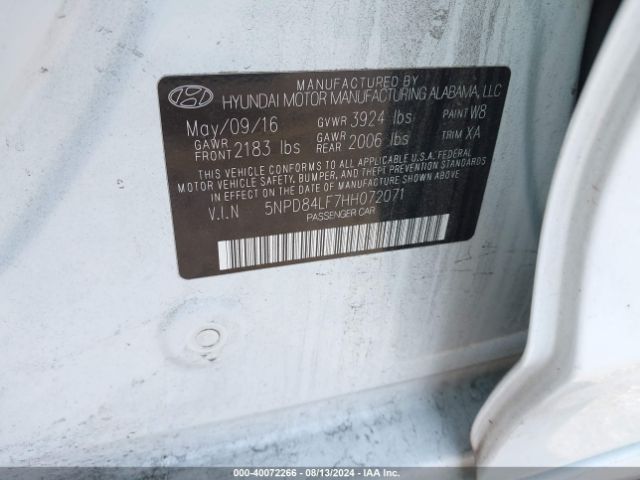 MANUFACTURED BY
HYUNDAI MOTOR MANUFACTURING ALABAMA, LLC
May/09/16 GVWR 3924 lbs PAINT W8
GAWR FRONT 2183 lbs GAWR REAR 2006 lbs TRIM XA
THIS VEHICLE CONFORMS TO ALL APPLICABLE U.S.A. FEDERAL
MOTOR VEHICLE SAFETY, BUMPER, AND THEFT PREVENTION
STANDARDS IN EFFECT ON THE DATE OF MANUFACTURE SHOWN ABOVE.
V.I.N 5NPD84LF7HH072071
PASSENGER CAR
000-40072266 - 08/13/2024 - IAA Inc.